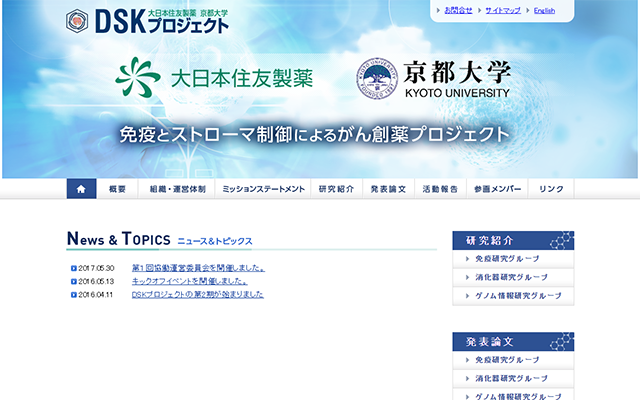 お問合せ サイトマップ English
大日本住友製薬 京都大学
DSKプロジェクト
大日本住友製薬
京都大学
KYOTO UNIVERSITY
免疫とストローマ制御によるがん創薬プロジェクト
概要 組織・運営体制 ミッションステートメント 研究紹介 発表論文 活動報告 参画メンバー リンク
NEWS & TOPICS ニュース&トピックス
2017.05.30 第1回協働運営委員会を開催しました。
2016.05.13 キックオフイベントを開催しました。
2016.04.11 DSKプロジェクトの第2期が始まりました
研究紹介
免疫研究グループ
消化器研究グループ
ゲノム情報研究グループ
発表論文
免疫研究グループ
消化器研究グループ
ゲノム情報研究グループ